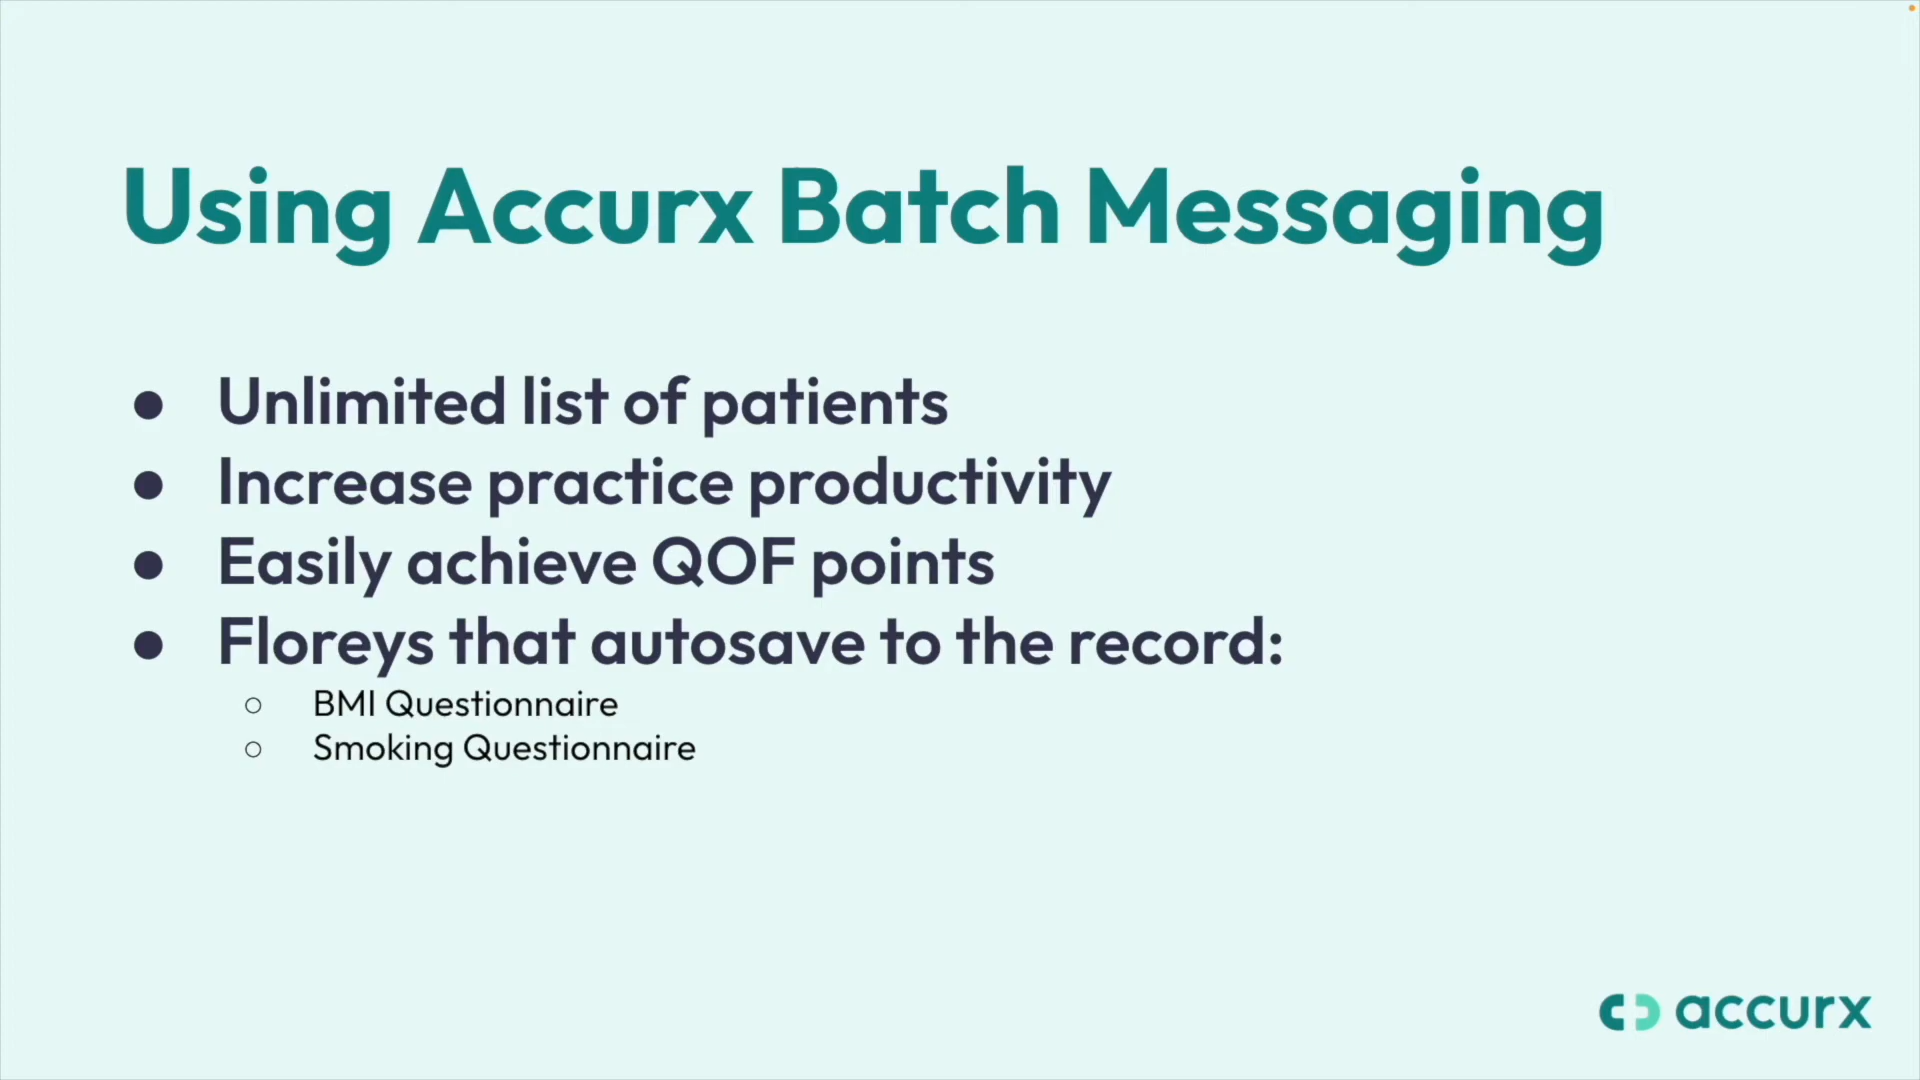 Using Accurx Batch Messaging
● Unlimited list of patients
● Increase practice productivity
● Easily achieve QOF points
● Floreys that autosave to the record:
○ BMI Questionnaire
○ Smoking Questionnaire
accurx